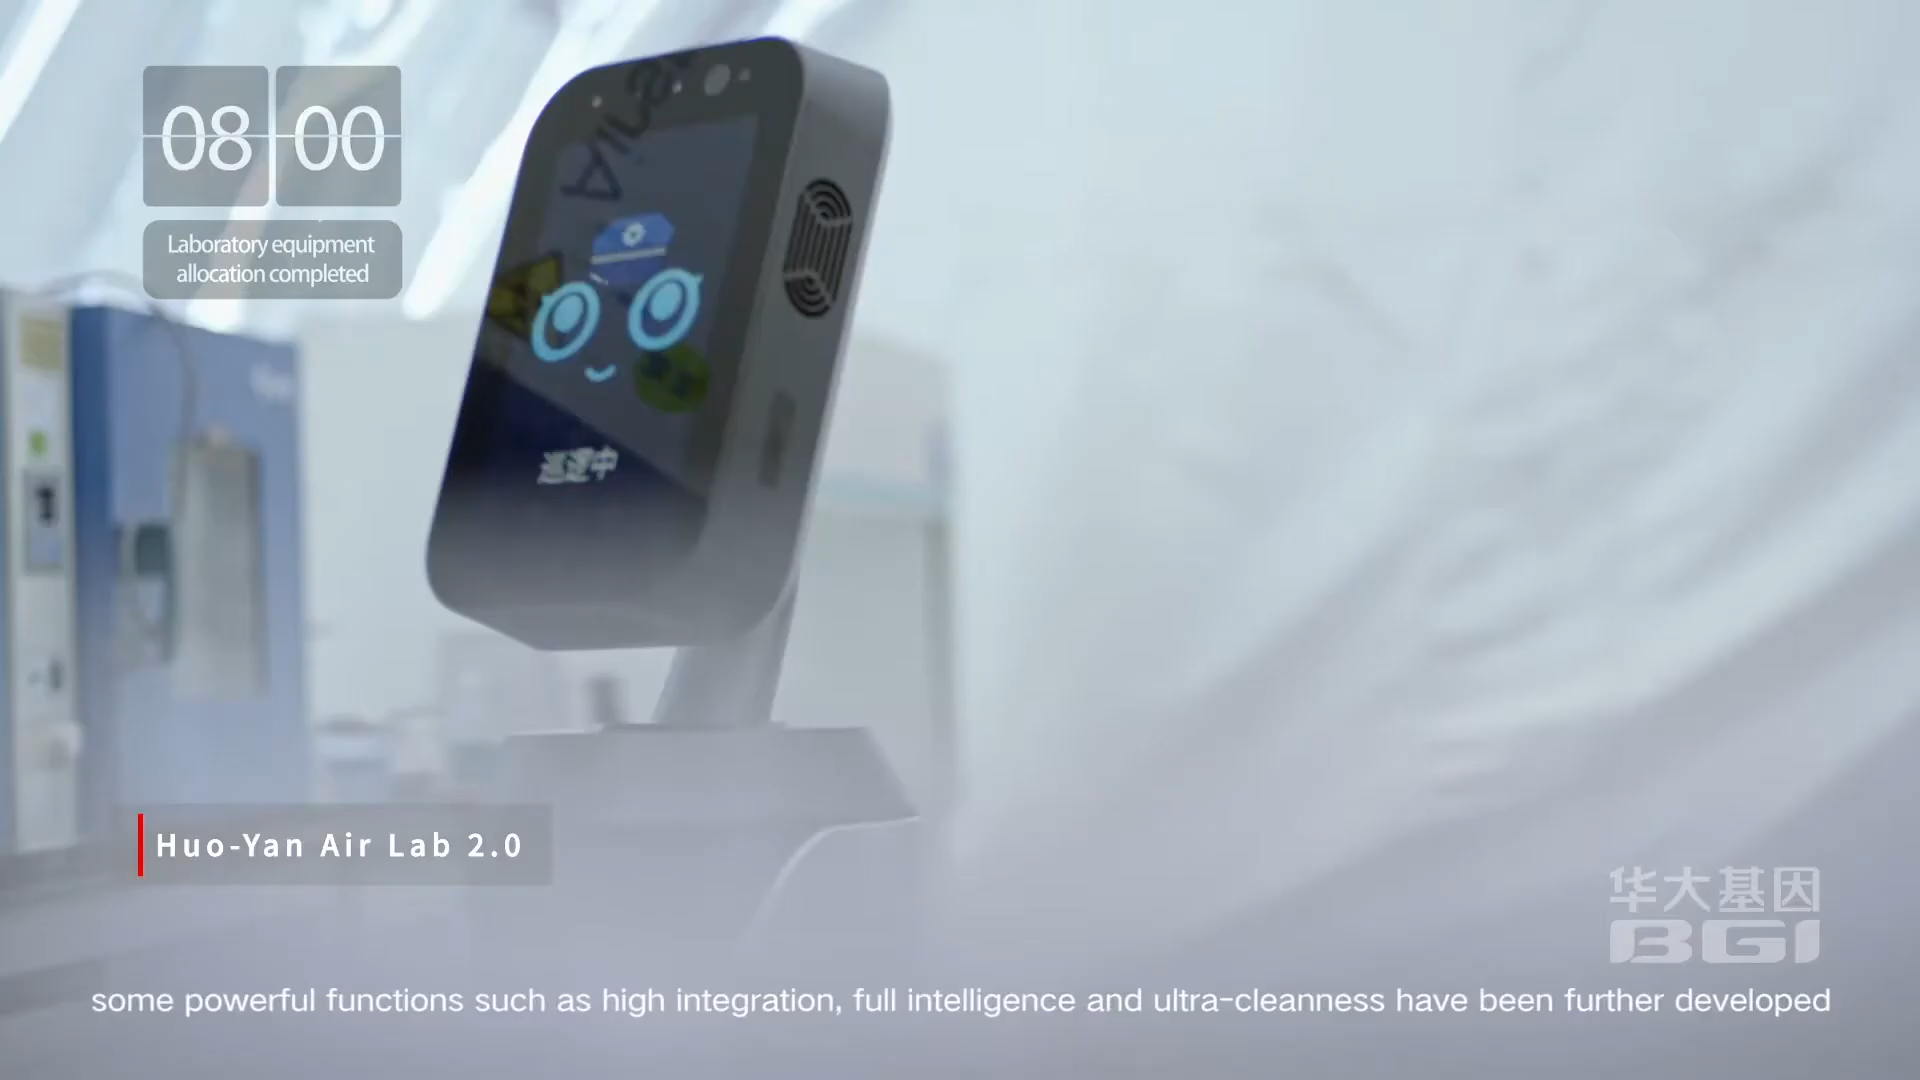 08 00
Laboratory equipment
allocation completed
巡逻中
Huo-Yan Air Lab 2.0
华大基因
BGI
some powerful functions such as high integration, full intelligence and ultra-cleanness have been further developed